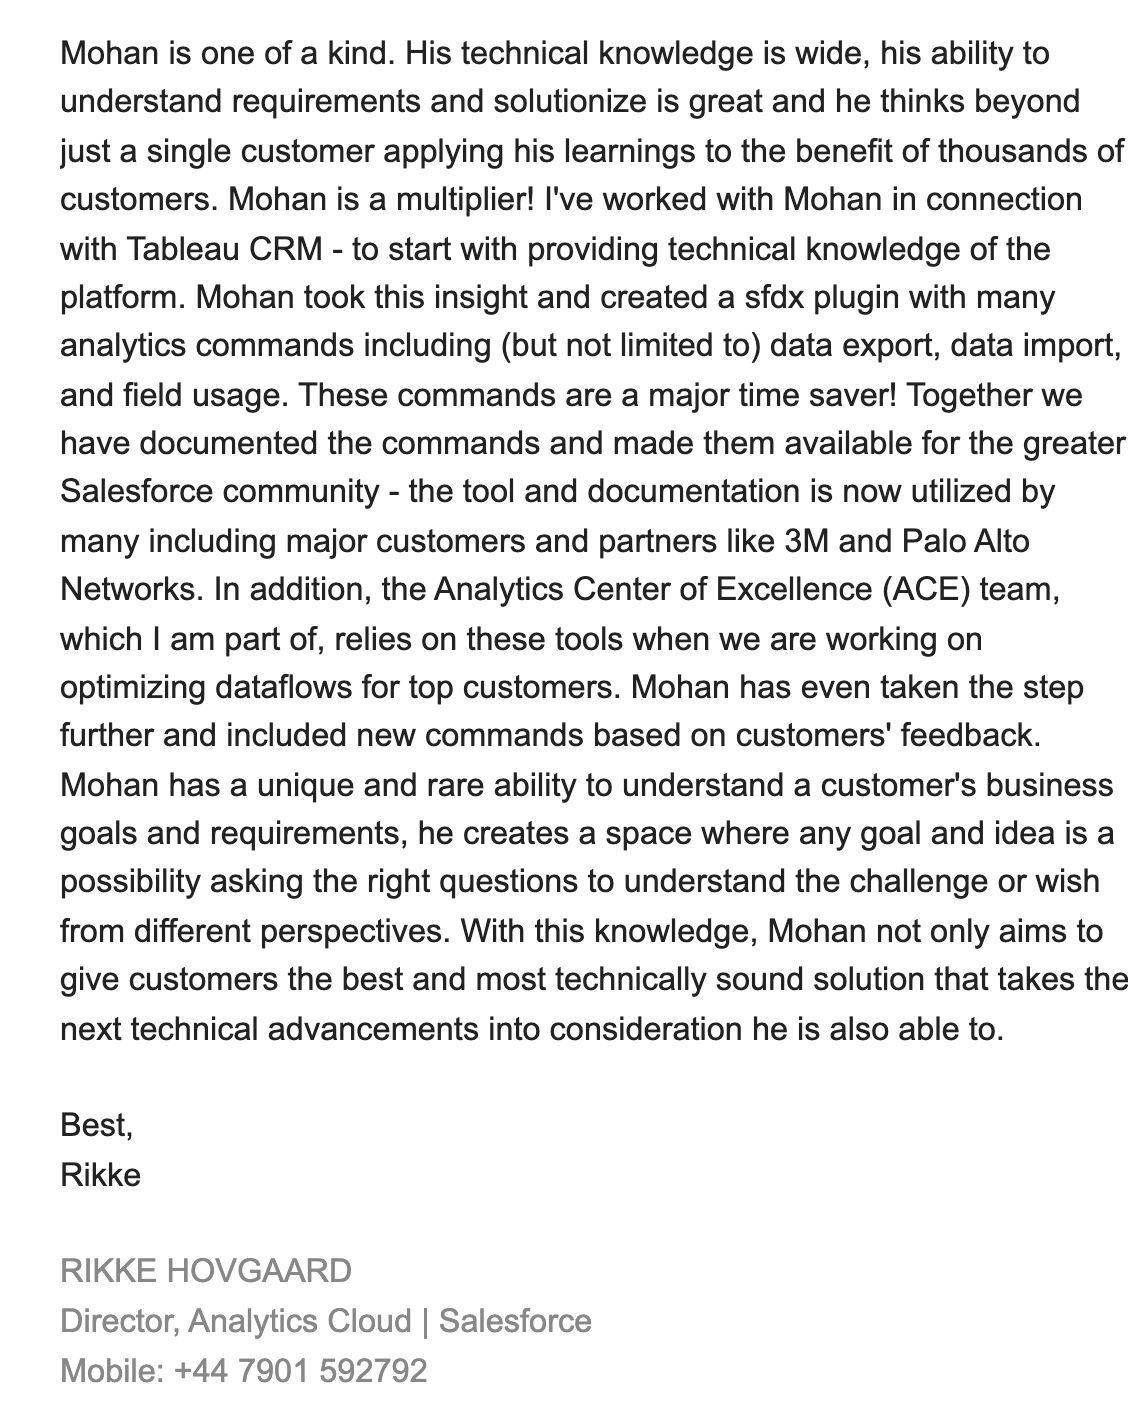 Mohan is one of a kind. His technical knowledge is wide, his ability to
understand requirements and solutionize is great and he thinks beyond
just a single customer applying his learnings to the benefit of thousands of
customers. Mohan is a multiplier! I've worked with Mohan in connection
with Tableau CRM - to start with providing technical knowledge of the
platform. Mohan took this insight and created a sfdx plugin with many
analytics commands including (but not limited to) data export, data import,
and field usage. These commands are a major time saver! Together we
have documented the commands and made them available for the greater
Salesforce community - the tool and documentation is now utilized by
many including major customers and partners like 3M and Palo Alto
Networks. In addition, the Analytics Center of Excellence (ACE) team,
which I am part of, relies on these tools when we are working on
optimizing dataflows for top customers. Mohan has even taken the step
further and included new commands based on customers' feedback.
Mohan has a unique and rare ability to understand a customer's business
goals and requirements, he creates a space where any goal and idea is a
possibility asking the right questions to understand the challenge or wish
from different perspectives. With this knowledge, Mohan not only aims to
give customers the best and most technically sound solution that takes the
next technical advancements into consideration he is also able to.
Best,
Rikke
RIKKE HOVGAARD
Director, Analytics Cloud | Salesforce
Mobile: +44 7901 592792